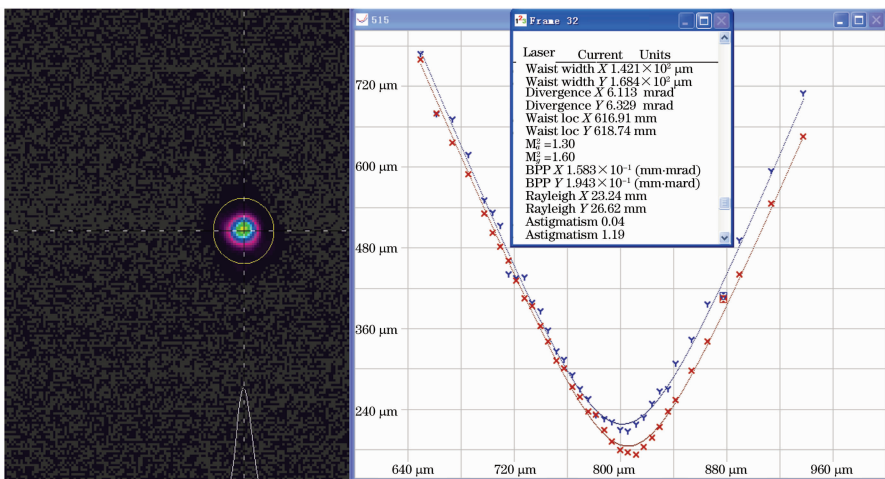 515
Frame 32
Laser Current Units
Waist width X 1.421×10² μm
Waist width Y 1.684×10² μm
Divergence X 6.113 mrad
Divergence Y 6.329 mrad
Waist loc X 616.91 mm
Waist loc Y 618.74 mm
M²ₓ=1.30
M²ᵧ=1.60
BPP X 1.583×10⁻¹ (mm·mrad)
BPP Y 1.943×10⁻¹ (mm·mard)
Rayleigh X 23.24 mm
Rayleigh Y 26.62 mm
Astigmatism 0.04
Astigmatism 1.19
720 μm
600 μm
480 μm
360 μm
240 μm
640 μm 720 μm 800 μm 880 μm 960 μm